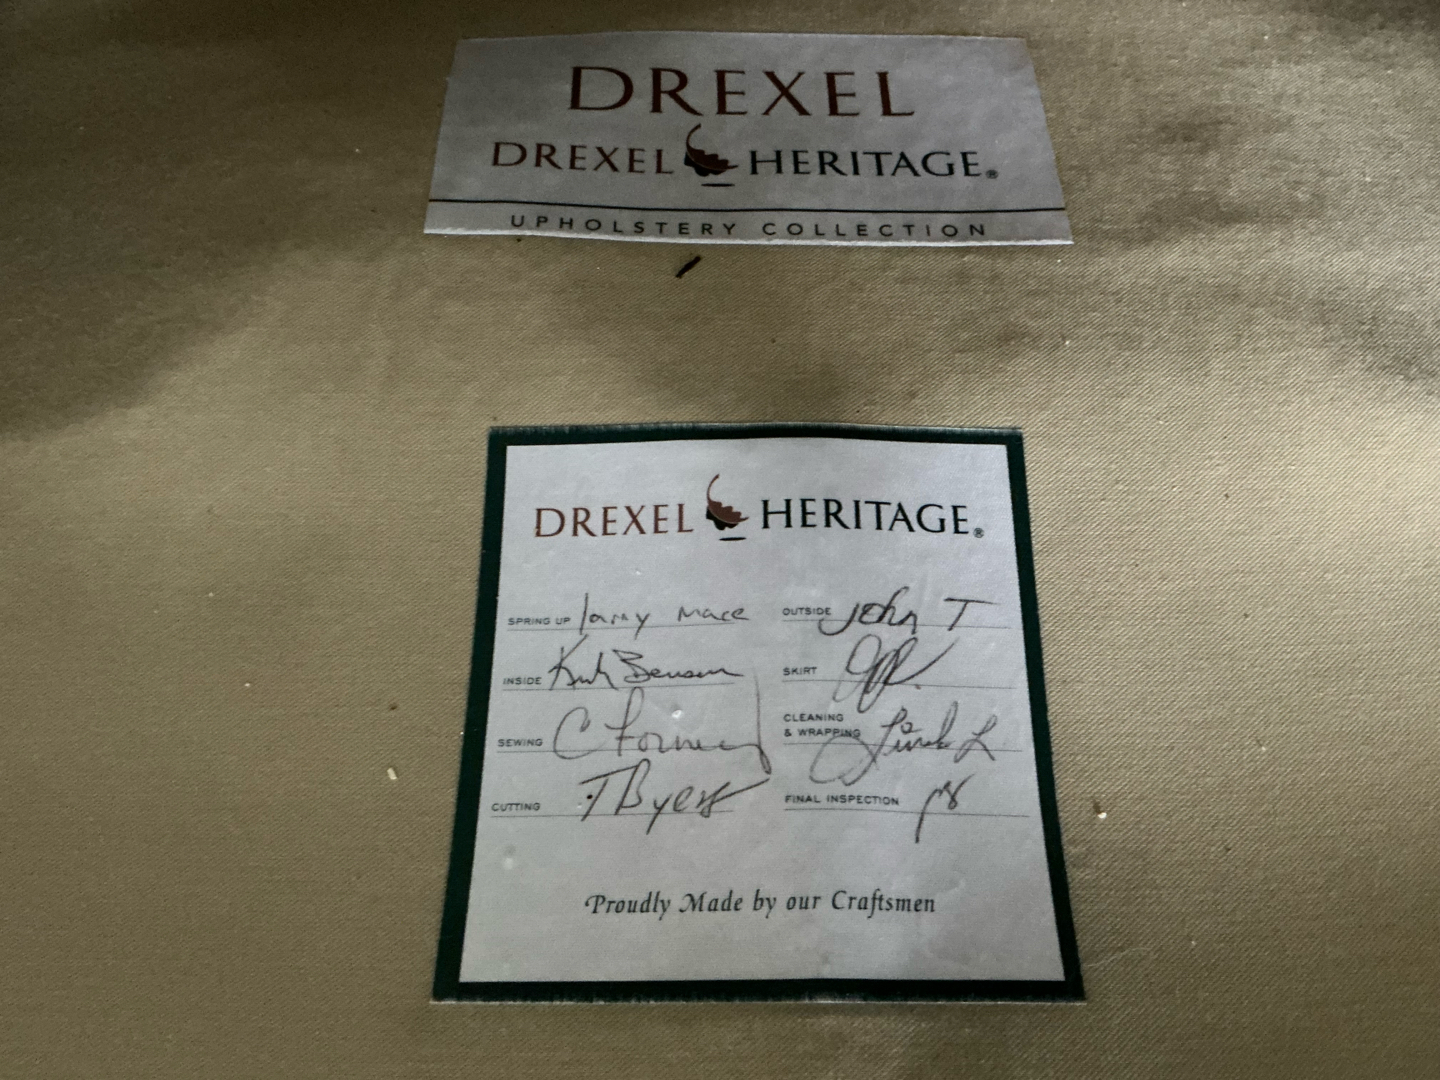 DREXEL
DREXEL HERITAGE®
UPHOLSTERY COLLECTION
DREXEL HERITAGE®
SPRING UP Larry Mace
OUTSIDE John T
INSIDE
SKIRT
SEWING C
CLEANING
& WRAPPING L
CUTTING T Byers
FINAL INSPECTION
Proudly Made by our Craftsmen